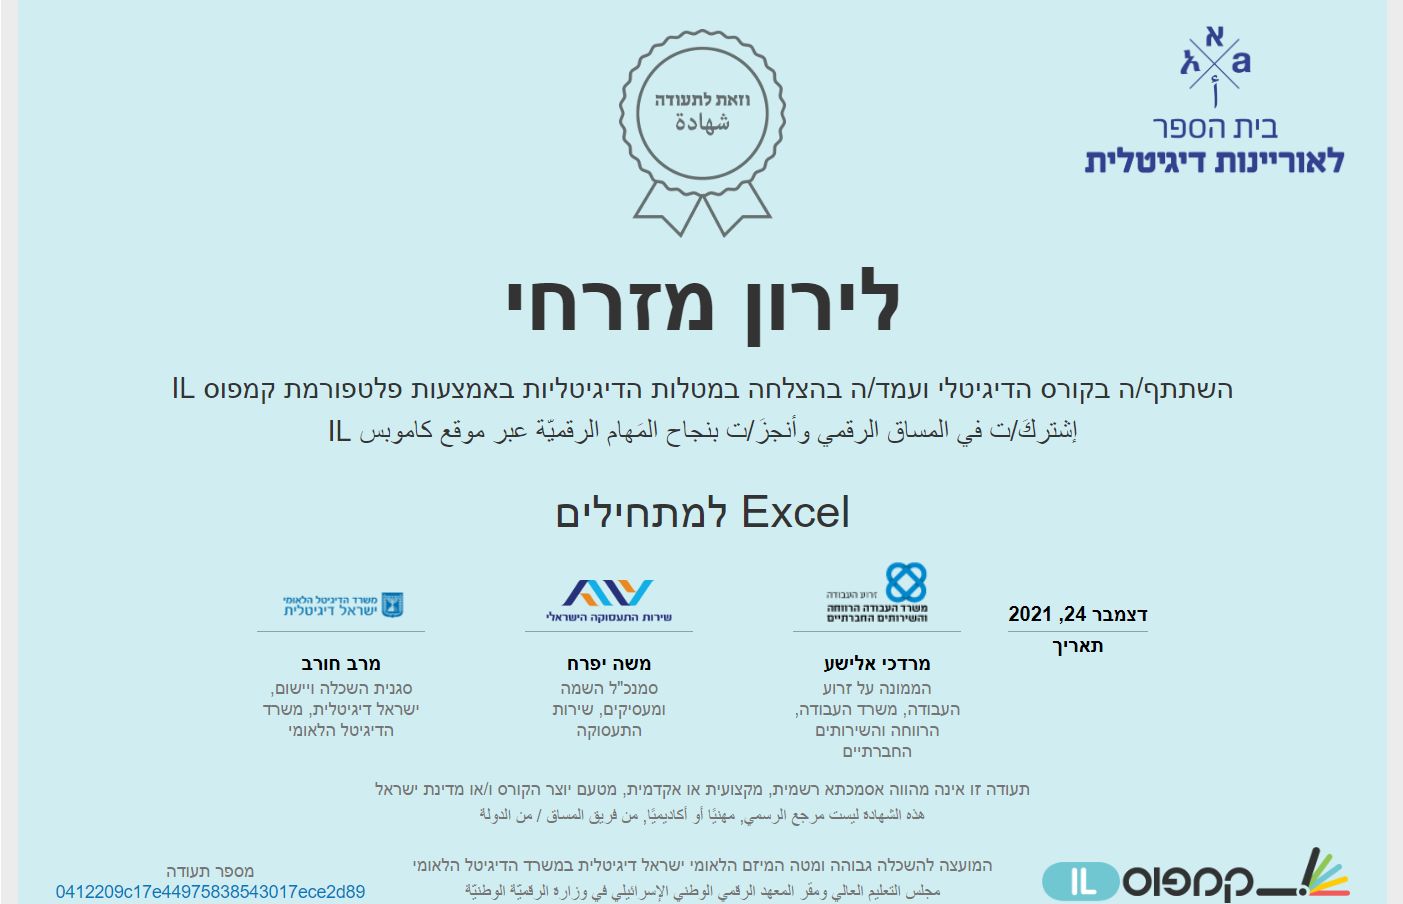 א
a
አ
أ
בית הספר
לאוריינות דיגיטלית
וזאת לתעודה
شهادة
לירון מזרחי
השתתף/ה בקורס הדיגיטלי ועמד/ה בהצלחה במטלות הדיגיטליות באמצעות פלטפורמת קמפוס IL
إشتركَ/ت في المساق الرقمي وأنجزَ/ت بنجاح المَهام الرقميّة عبر موقع كاموبس IL
Excel למתחילים
דצמבר 24, 2021
תאריך
זרוע העבודה
משרד העבודה הרווחה
והשירותים החברתיים
מרדכי אלישע
הממונה על זרוע
העבודה, משרד העבודה,
הרווחה והשירותים
החברתיים
שירות התעסוקה הישראלי
משה יפרח
סמנכ"ל השמה
ומעסיקים, שירות
התעסוקה
משרד הדיגיטל הלאומי
ישראל דיגיטלית
מרב חורב
סגנית השכלה ויישום,
ישראל דיגיטלית, משרד
הדיגיטל הלאומי
תעודה זו אינה מהווה אסמכתא רשמית, מקצועית או אקדמית, מטעם יוצר הקורס ו/או מדינת ישראל
هذه الشهادة ليست مرجع الرسمي, مهنيًا أو أكاديميًا, من فريق المساق / من الدولة
קמפוס
IL
המועצה להשכלה גבוהה ומטה המיזם הלאומי ישראל דיגיטלית במשרד הדיגיטל הלאומי
مجلس التعليم العالي ومقر المعهد الرقمي الوطني الإسرائيلي في وزارة الرقميّة الوطنيّة
מספר תעודה
0412209c17e44975838543017ece2d89